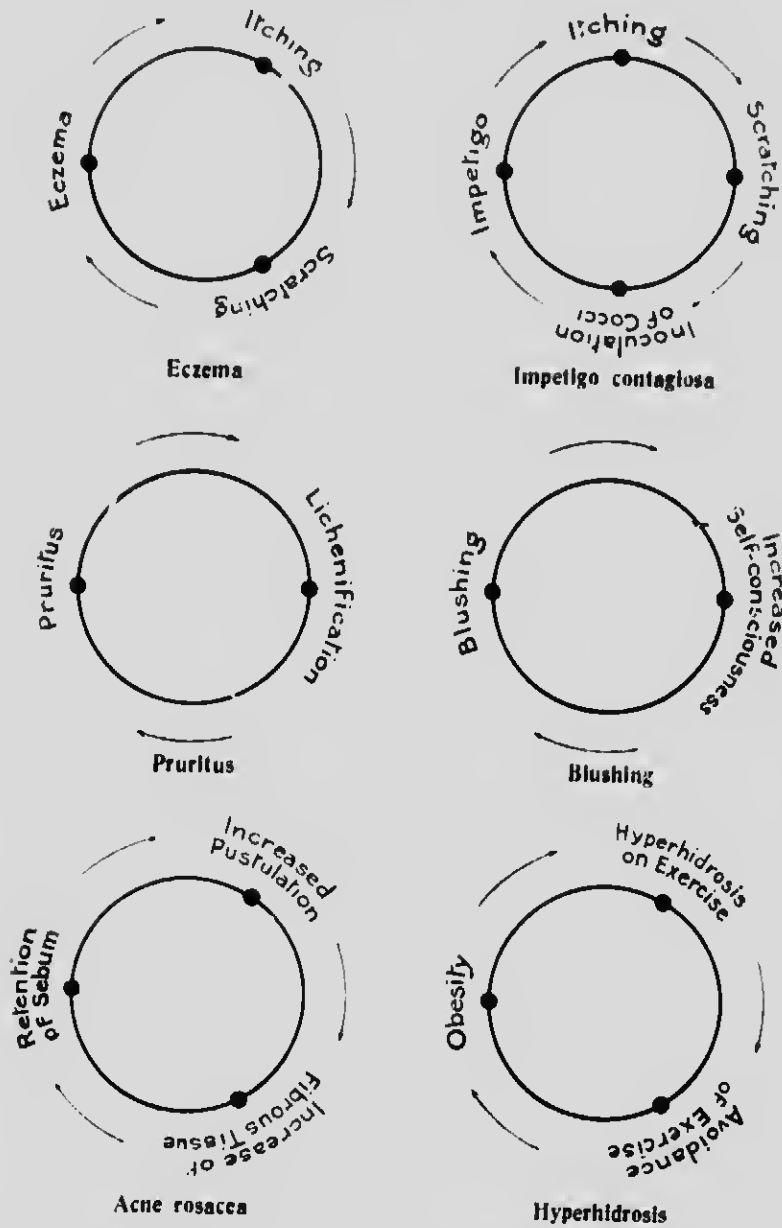 Itching
Eczema
Scratching
Eczema
Itching
Impetigo
Scratching
Inoculation
of Cocci
Impetigo contagiosa
Pruritus
Lichenification
Pruritus
Blushing
Increased
Self-consciousness
Blushing
Increased
Pustulation
Retention
of Sebum
Increase of
Fibrous Tissue
Acne rosacea
Hyperhidrosis
on Exercise
Obesity
Avoidance
of Exercise
Hyperhidrosis